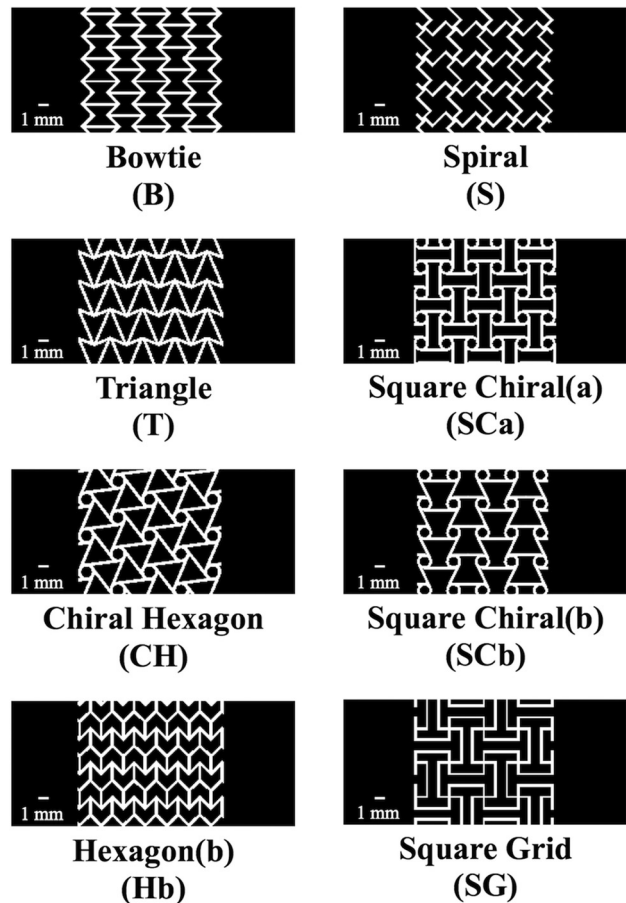 1 mm
1 mm
Bowtie
(B)
Spiral
(S)
1 mm
1 mm
Triangle
(T)
Square Chiral(a)
(SCa)
1 mm
1 mm
Chiral Hexagon
(CH)
Square Chiral(b)
(SCb)
1 mm
1 mm
Hexagon(b)
(Hb)
Square Grid
(SG)